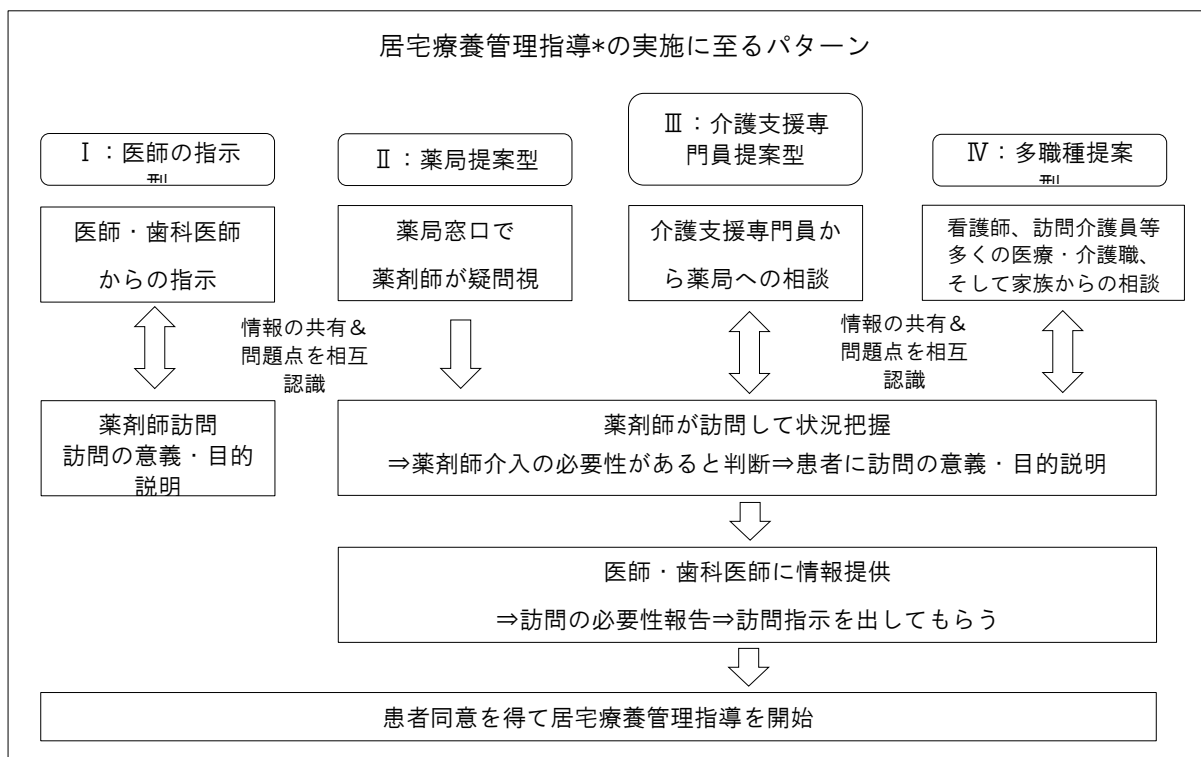 居宅療養管理指導*の実施に至るパターン
Ⅰ：医師の指示
型
Ⅱ：薬局提案型
Ⅲ：介護支援専
門員提案型
Ⅳ：多職種提案
型
医師・歯科医師
からの指示
薬局窓口で
薬剤師が疑問視
介護支援専門員か
ら薬局への相談
看護師、訪問介護員等
多くの医療・介護職、
そして家族からの相談
情報の共有＆
問題点を相互
認識
情報の共有＆
問題点を相互
認識
薬剤師訪問
訪問の意義・目的
説明
薬剤師が訪問して状況把握
⇒薬剤師介入の必要性があると判断⇒患者に訪問の意義・目的説明
医師・歯科医師に情報提供
⇒訪問の必要性報告⇒訪問指示を出してもらう
患者同意を得て居宅療養管理指導を開始